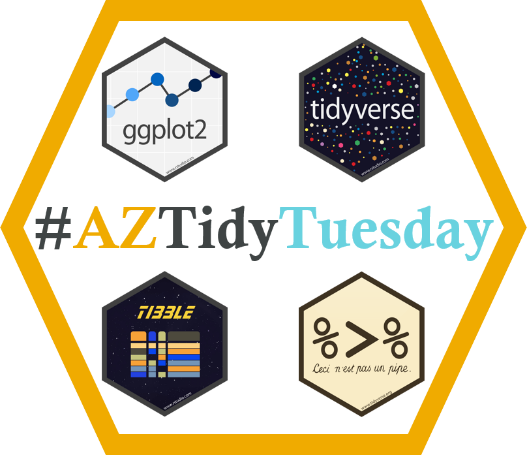 ggplot2
tidyverse
#AZTidyTuesday
TIBBLE
%>%
Ceci n'est pas un pipe.